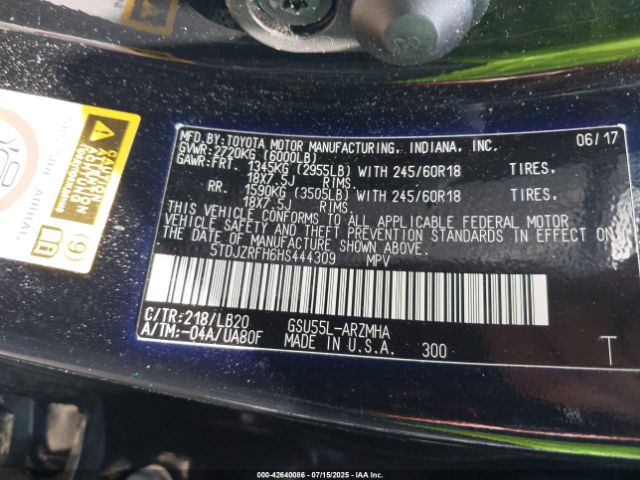 MFD.BY:TOYOTA MOTOR MANUFACTURING, INDIANA, INC. 06/17
GVWR:2720KG (6000LB)
GAWR:FRT. 1345KG (2955LB) WITH 245/60R18 TIRES,
18X7.5J RIMS
RR. 1590KG (3505LB) WITH 245/60R18 TIRES,
18X7.5J RIMS
THIS VEHICLE CONFORMS TO ALL APPLICABLE FEDERAL MOTOR
VEHICLE SAFETY AND THEFT PREVENTION STANDARDS IN EFFECT ON
THE DATE OF MANUFACTURE SHOWN ABOVE.
5TDJZRFH6HS444309 MPV
C/TR:218/LB20 GSU55L-ARZMHA
A/TM:-04A/UA80F MADE IN U.S.A. 300 T
CAUTION
000-42640086 - 07/15/2025 - IAAI.COM